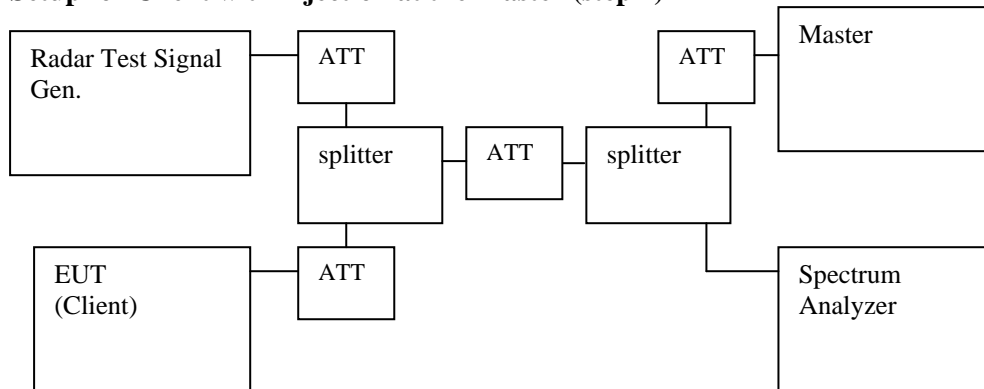 Radar Test Signal
Gen.
ATT
ATT
Master
splitter
ATT
splitter
EUT
(Client)
ATT
Spectrum
Analyzer